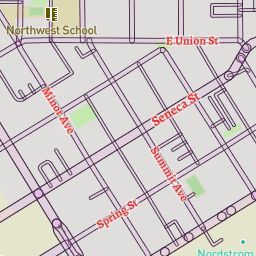 Northwest School
E Union St
Minor Ave
Seneca St
Summit Ave
Spring St
Nordstrom